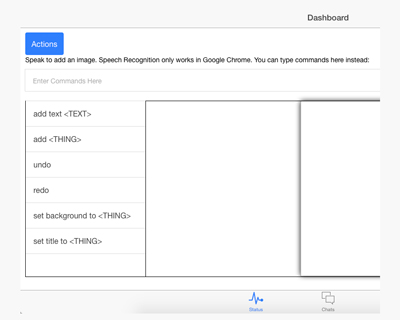 Dashboard
Actions
Speak to add an image. Speech Recognition only works in Google Chrome. You can type commands here instead:
Enter Commands Here
add text <TEXT>
add <THING>
undo
redo
set background to <THING>
set title to <THING>
Status
Chats